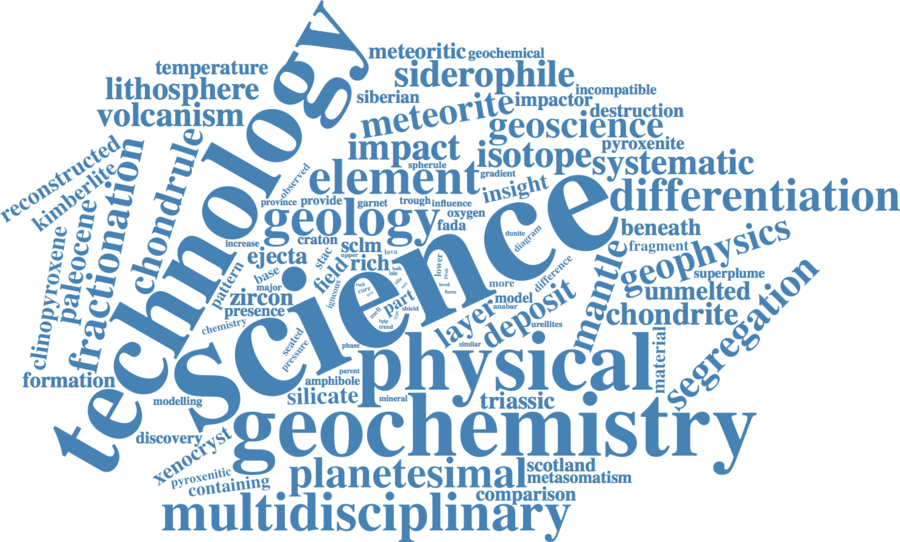 meteoritic
geochemical
temperature
siderophile
lithosphere
incompatible
siberian
meteorite
impactor
volcanism
destruction
technology
geoscience
reconstructed
impact
pyroxenite
isotope
systematic
spherule
kimberlite
chondrule
fractionation
observed
element
gradient
insight
differentiation
province
provide
garnet
trough
influence
paleocene
geology
oxygen
fada
science
beneath
geophysics
dunite
diagram
clinopyroxene
increase
craton
sclm
upper
lava
fragment
mantle
ejecta
stac
field
rich
lower
difference
superplume
pattern
base
major
igneous
core
more
unmelted
segregation
zircon
part
model
deposit
presence
shield
anabar
layer
chondrite
chemistry
melt
trend
ureilites
seated
pressure
phase
similar
physical
material
formation
parent
amphibole
silicate
mineral
triassic
modelling
geochemistry
discovery
xenocryst
planetesimal
scotland
pyroxenitic
containing
metasomatism
comparison
multidisciplinary